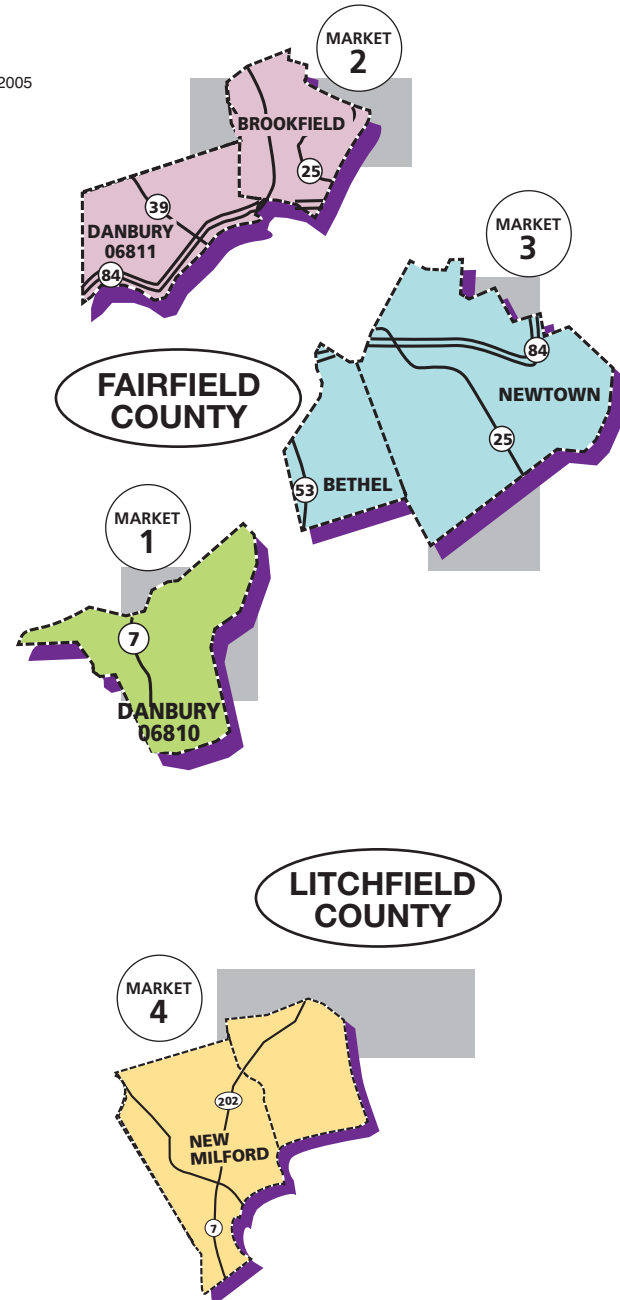 2005
MARKET
2
BROOKFIELD
25
39
DANBURY
06811
84
MARKET
3
84
NEWTOWN
25
53
BETHEL
FAIRFIELD
COUNTY
MARKET
1
7
DANBURY
06810
LITCHFIELD
COUNTY
MARKET
4
202
NEW
MILFORD
7